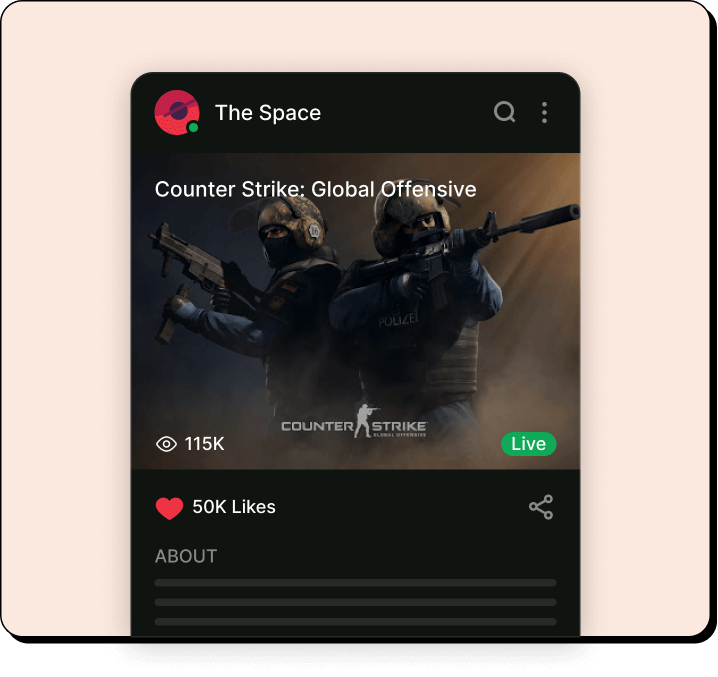 The Space
Counter Strike: Global Offensive
POLIZEI
COUNTER STRIKE
GLOBAL OFFENSIVE
115K
Live
50K Likes
ABOUT